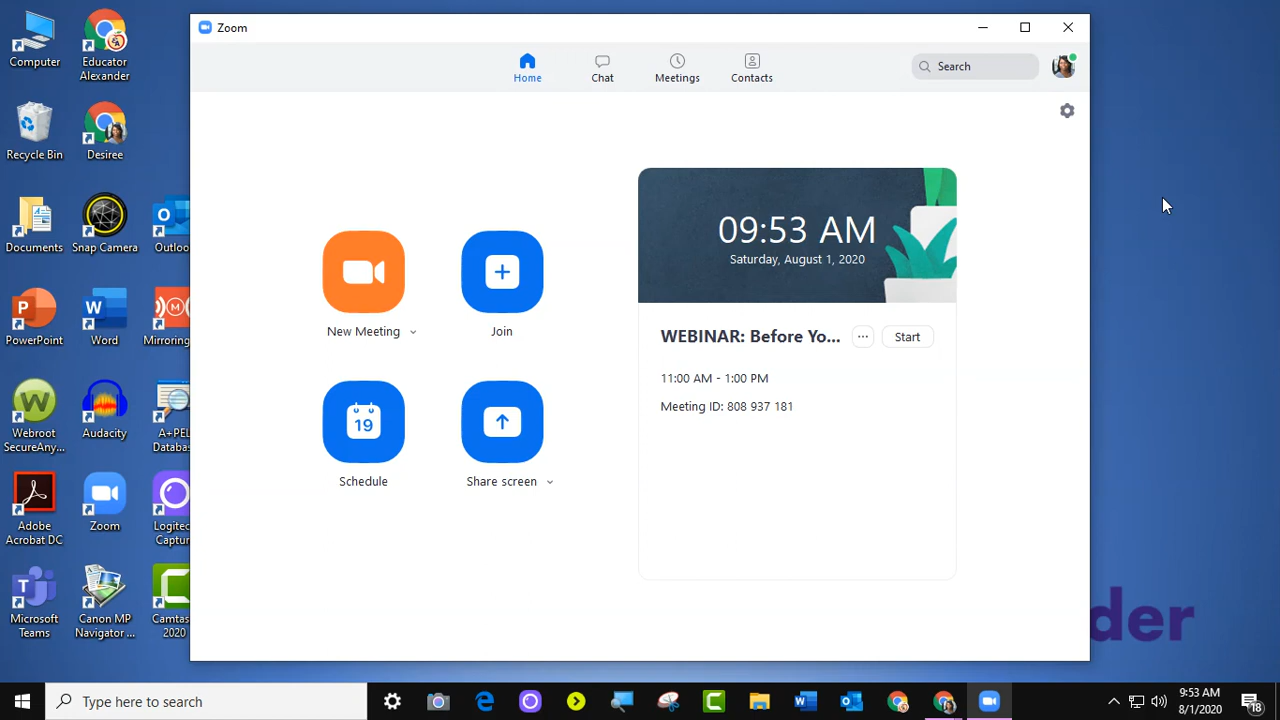 Zoom
Home
Chat
Meetings
Contacts
Search
09:53 AM
Saturday, August 1, 2020
WEBINAR: Before Yo...
Start
11:00 AM - 1:00 PM
Meeting ID: 808 937 181
New Meeting
Join
19
Schedule
Share screen
Computer
Educator
Alexander
Recycle Bin
Desiree
Documents
Snap Camera
Outloo
PowerPoint
Word
Mirroring
Webroot
SecureAny...
Audacity
A+PEL
Databas
Adobe
Acrobat DC
Zoom
Logitec
Captur
Microsoft
Teams
Canon MP
Navigator ...
Camtas
2020
der
Type here to search
9:53 AM
8/1/2020
18